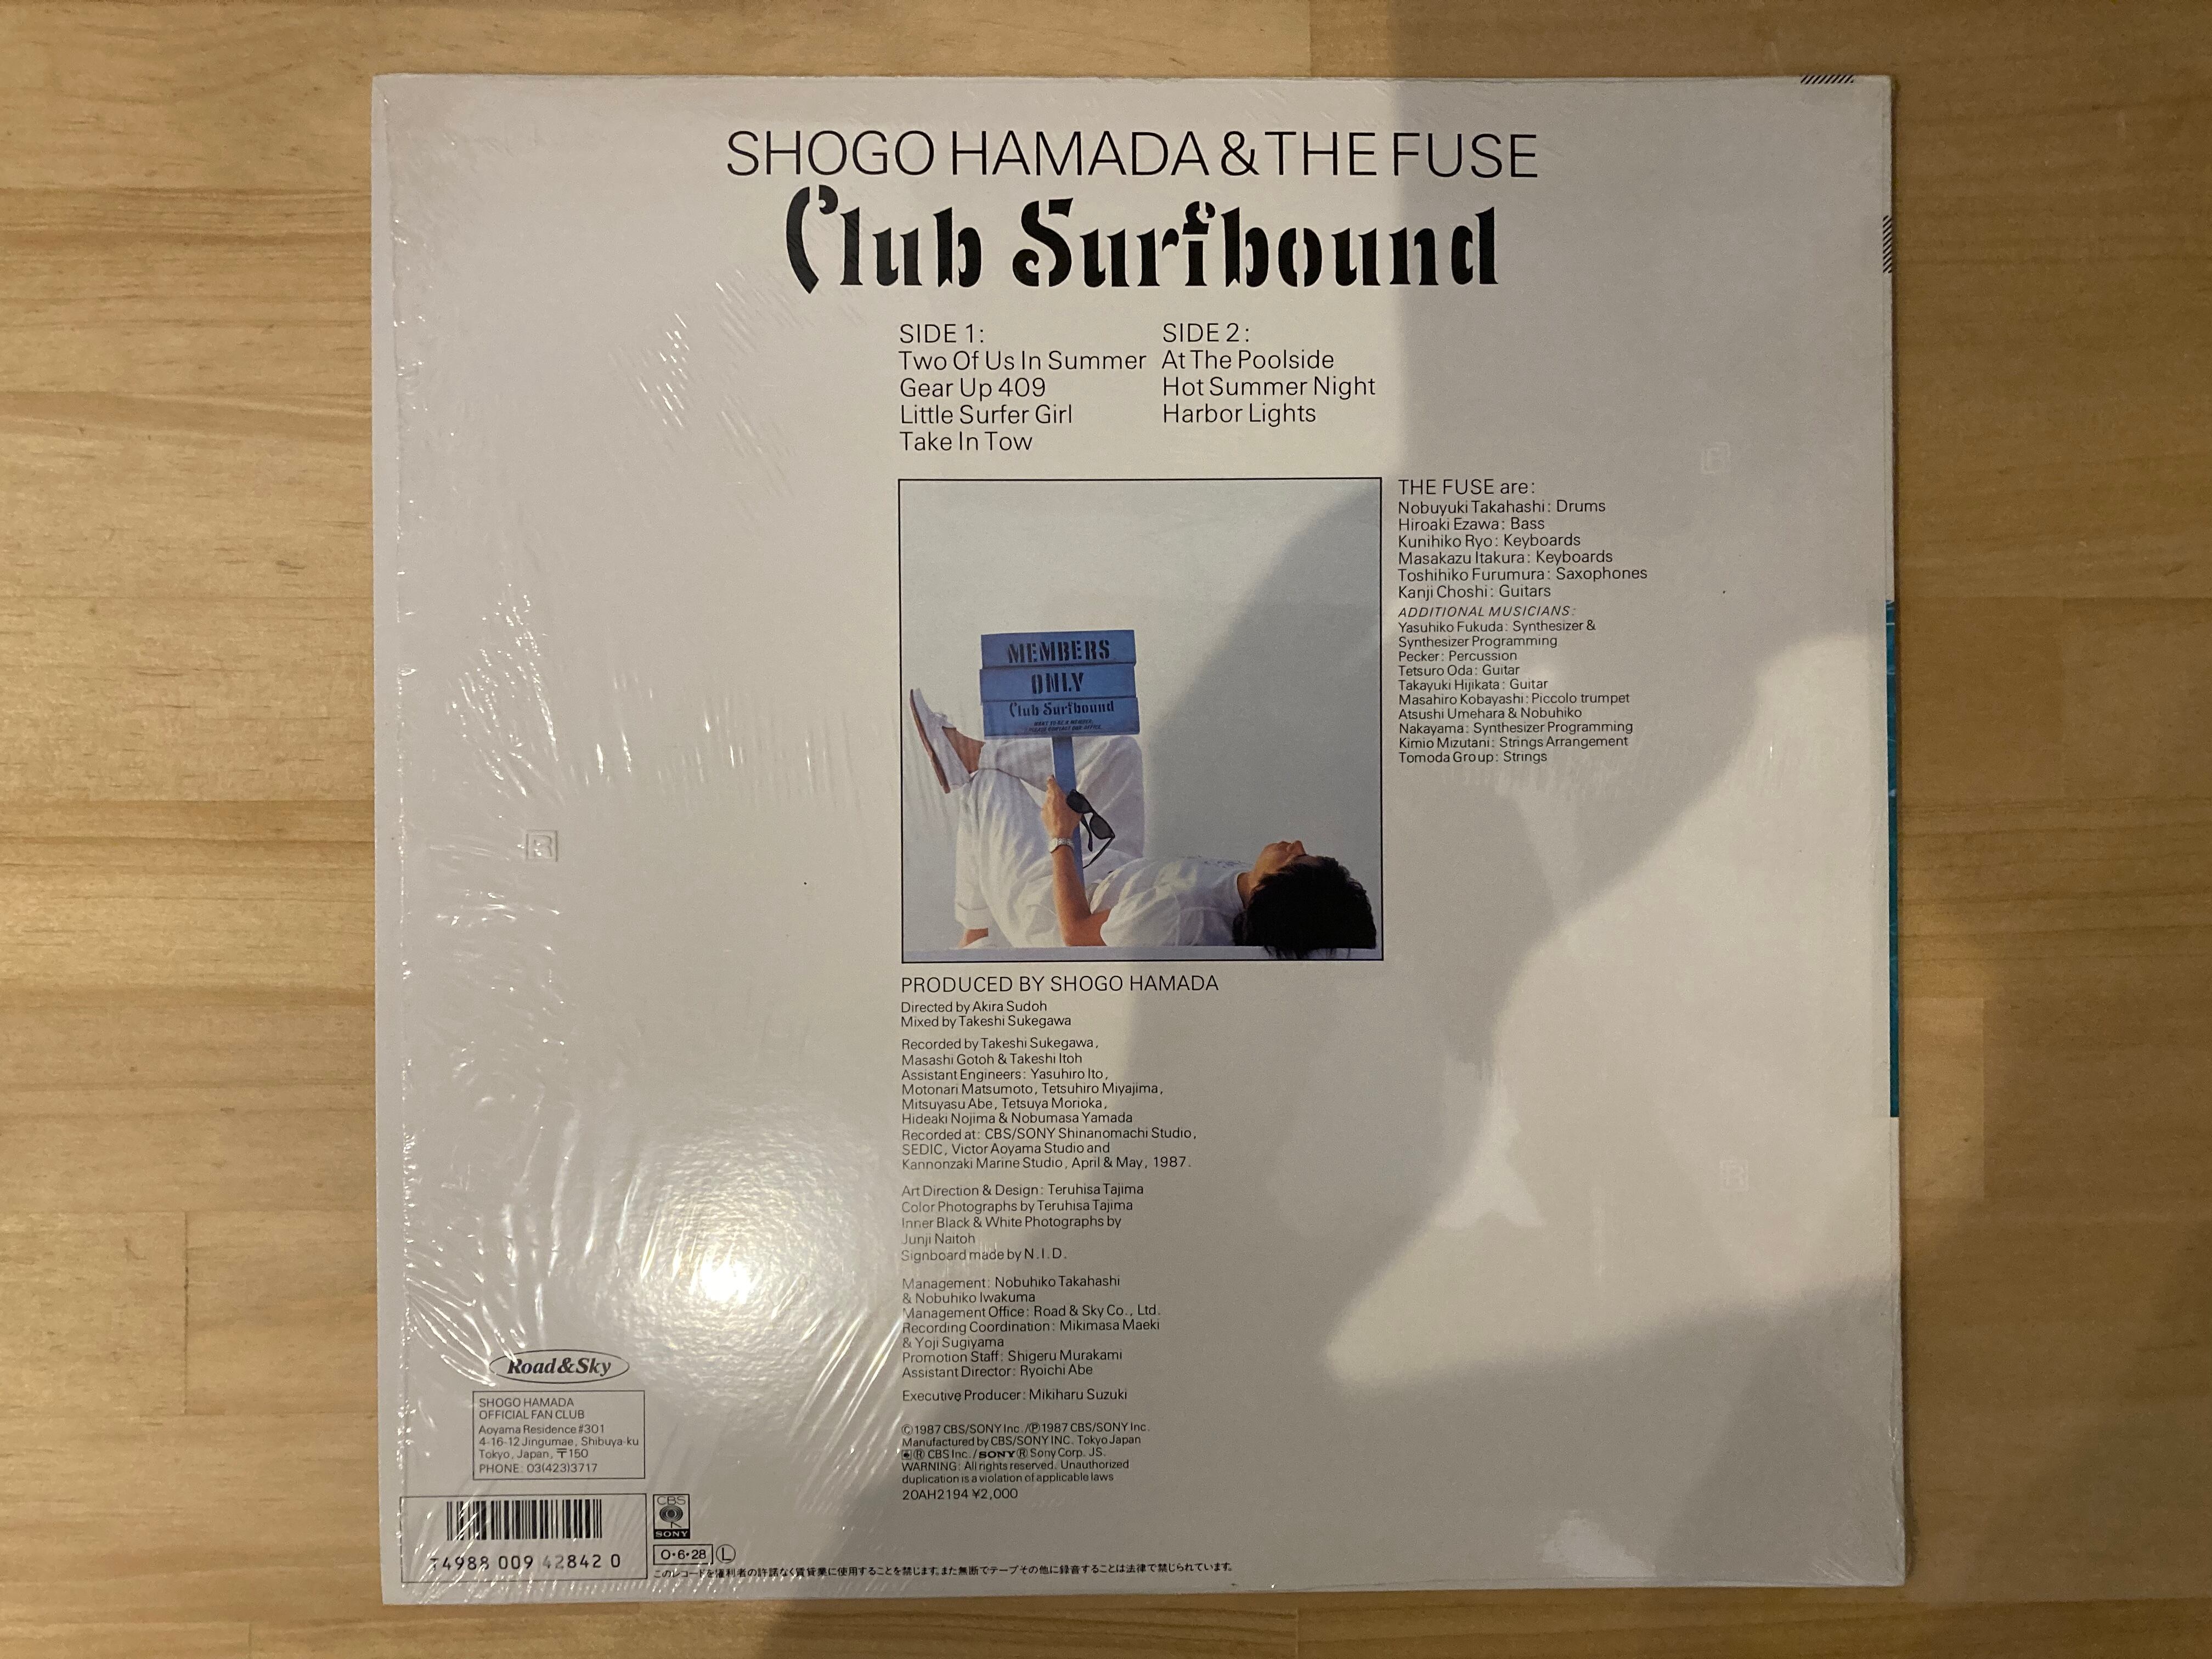 SHOGO HAMADA & THE FUSE
Club Surfbound
SIDE 1:
Two Of Us In Summer
Gear Up 409
Little Surfer Girl
Take In Tow
SIDE 2:
At The Poolside
Hot Summer Night
Harbor Lights
MEMBERS
ONLY
Club Surfbound
THE FUSE are:
Nobuyuki Takahashi: Drums
Hiroaki Ezawa: Bass
Kunihiko Ryo: Keyboards
Masakazu Itakura: Keyboards
Toshihiko Furumura: Saxophones
Kanji Choshi: Guitars
ADDITIONAL MUSICIANS:
Yasuhiko Fukuda: Synthesizer &
Synthesizer Programming
Pecker: Percussion
Tetsuro Oda: Guitar
Takayuki Hijikata: Guitar
Masahiro Kobayashi: Piccolo trumpet
Atsushi Umehara & Nobuhiko
Nakayama: Synthesizer Programming
Kimio Mizutani: Strings Arrangement
Tomoda Group: Strings
PRODUCED BY SHOGO HAMADA
Directed by Akira Sudoh
Mixed by Takeshi Sukegawa
Recorded by Takeshi Sukegawa,
Masashi Gotoh & Takeshi Itoh
Assistant Engineers: Yasuhiro Ito,
Motonari Matsumoto, Tetsuhiro Miyajima,
Mitsuyasu Abe, Tetsuya Morioka,
Hideaki Nojima & Nobumasa Yamada
Recorded at: CBS/SONY Shinanomachi Studio,
SEDIC, Victor Aoyama Studio and
Kannonzaki Marine Studio, April & May, 1987.
Art Direction & Design: Teruhisa Tajima
Color Photographs by Teruhisa Tajima
Inner Black & White Photographs by
Junji Naitoh
Signboard made by N.I.D.
Management: Nobuhiko Takahashi
& Nobuhiko Iwakuma
Management Office: Road & Sky Co., Ltd.
Recording Coordination: Mikimasa Maeki
& Yoji Sugiyama
Promotion Staff: Shigeru Murakami
Assistant Director: Ryoichi Abe
Executive Producer: Mikiharu Suzuki
Ⓒ1987 CBS/SONY Inc./Ⓟ1987 CBS/SONY Inc.
Manufactured by CBS/SONY INC. Tokyo Japan
Ⓡ CBS Inc./SONY Ⓡ Sony Corp. JS.
WARNING: All rights reserved. Unauthorized
duplication is a violation of applicable laws
20AH2194 ¥2,000
Road&Sky
SHOGO HAMADA
OFFICIAL FAN CLUB
Aoyama Residence #301
4-16-12 Jingumae, Shibuya-ku
Tokyo, Japan, 〒150
PHONE: 03(423)3717
T4988 009 42842 0
CBS
SONY
O·6·28 Ⓛ
このレコードを権利者の許諾なく賃貸業に使用することを禁じます。また無断でテープその他に録音することは法律で禁じられています。
R
R
R